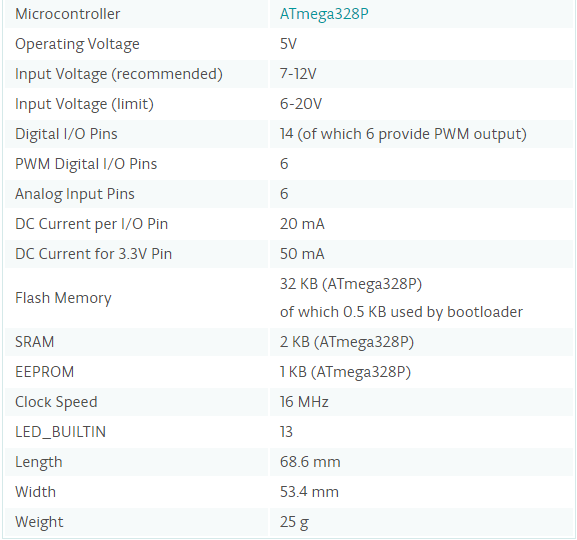 Microcontroller ATmega328P
Operating Voltage 5V
Input Voltage (recommended) 7-12V
Input Voltage (limit) 6-20V
Digital I/O Pins 14 (of which 6 provide PWM output)
PWM Digital I/O Pins 6
Analog Input Pins 6
DC Current per I/O Pin 20 mA
DC Current for 3.3V Pin 50 mA
Flash Memory 32 KB (ATmega328P)
of which 0.5 KB used by bootloader
SRAM 2 KB (ATmega328P)
EEPROM 1 KB (ATmega328P)
Clock Speed 16 MHz
LED_BUILTIN 13
Length 68.6 mm
Width 53.4 mm
Weight 25 g